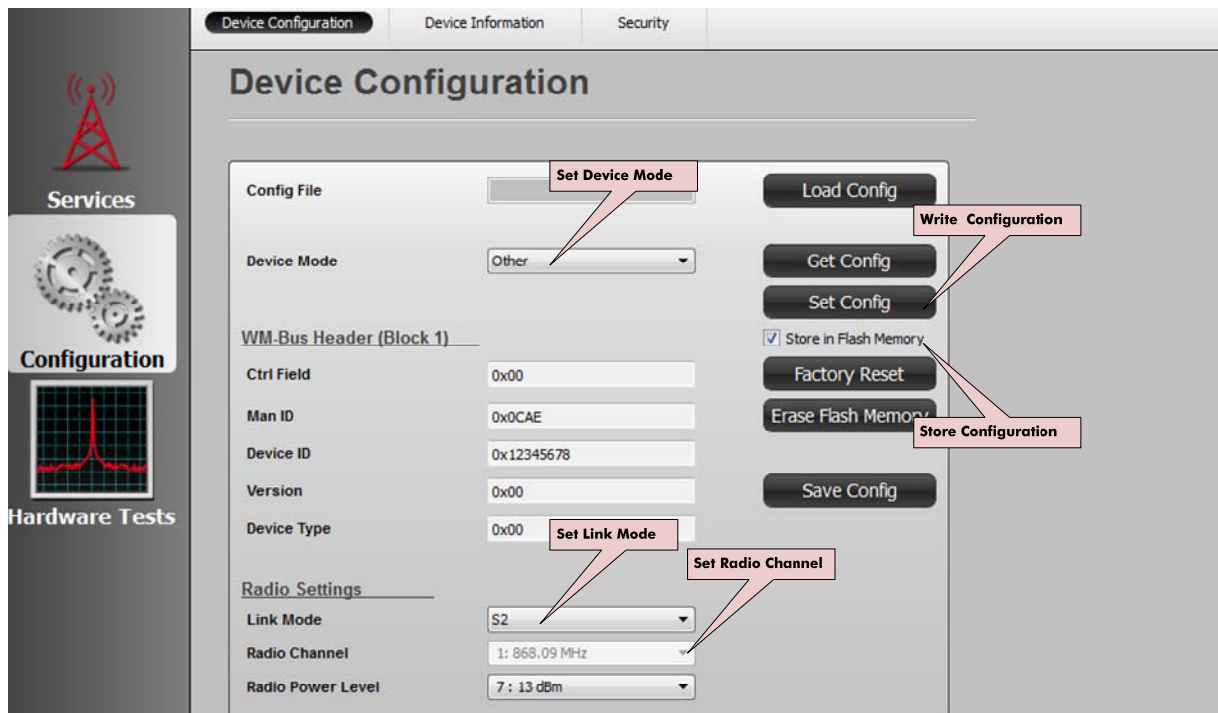 Device Configuration Device Information Security
Device Configuration
Services
Configuration
Hardware Tests
Config File
Set Device Mode
Load Config
Write Configuration
Device Mode
Other
Get Config
Set Config
WM-Bus Header (Block 1)
Store in Flash Memory
Ctrl Field
0x00
Factory Reset
Man ID
0x0CAE
Erase Flash Memory
Store Configuration
Device ID
0x12345678
Version
0x00
Save Config
Device Type
0x00
Set Link Mode
Set Radio Channel
Radio Settings
Link Mode
S2
Radio Channel
1: 868.09 MHz
Radio Power Level
7 : 13 dBm